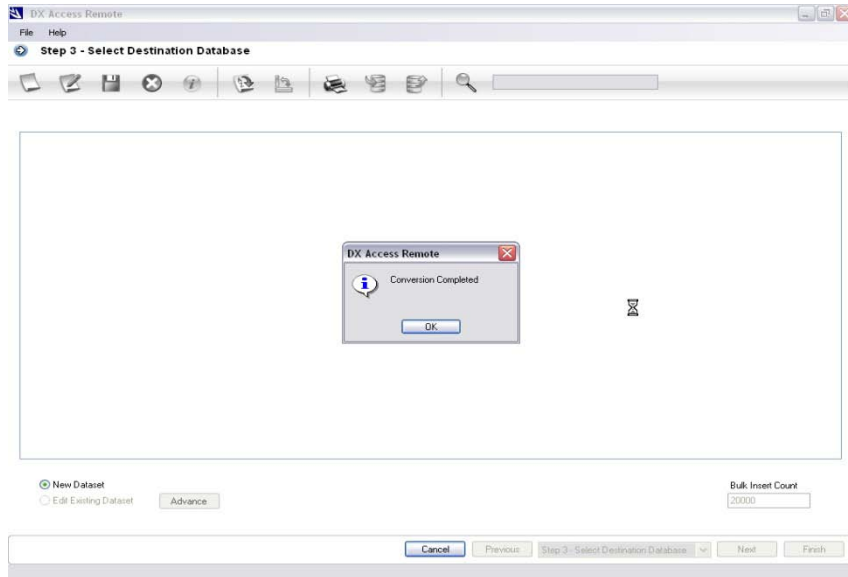 DX Access Remote
File Help
Step 3 - Select Destination Database
DX Access Remote
Conversion Completed
OK
New Dataset
Edit Existing Dataset
Advance
Bulk Insert Count
20000
Cancel Previous Step 3 - Select Destination Database Next Finish